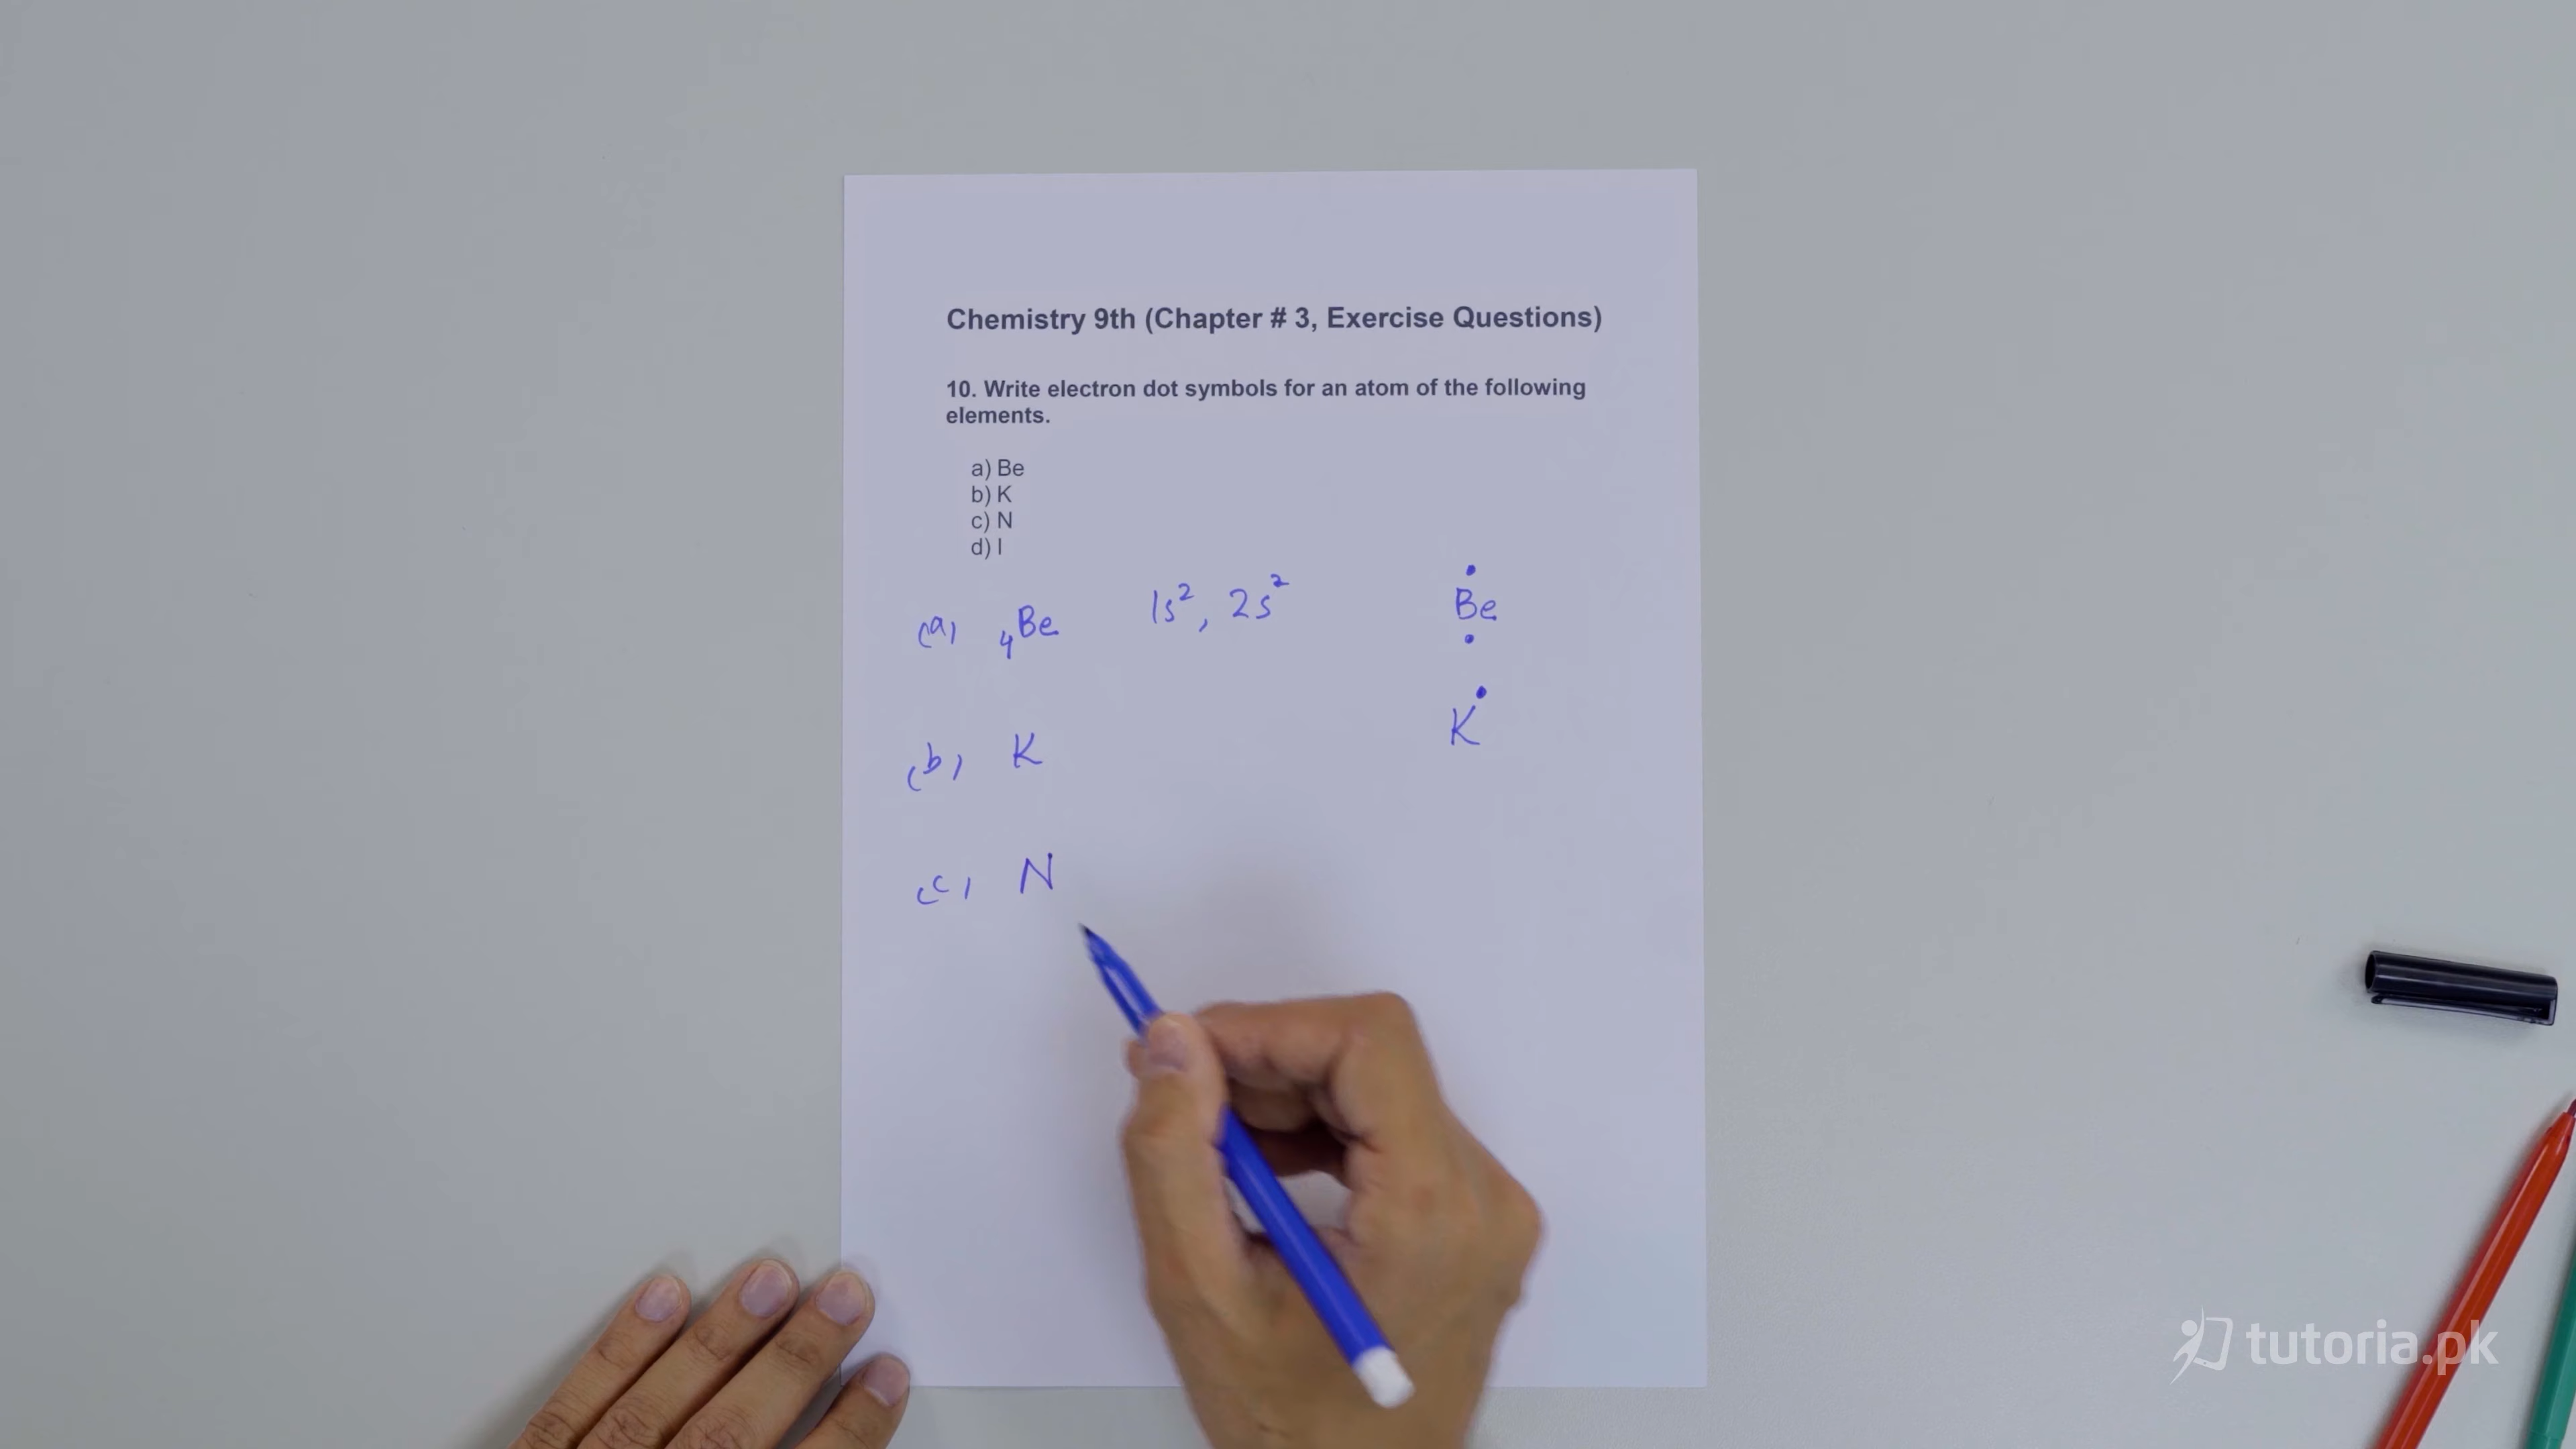 Chemistry 9th (Chapter # 3, Exercise Questions)
10. Write electron dot symbols for an atom of the following
elements.
a) Be
b) K
c) N
d) I
(a) ₄Be 1s², 2s² Be
(b) K K
(c) N
tutoria.pk